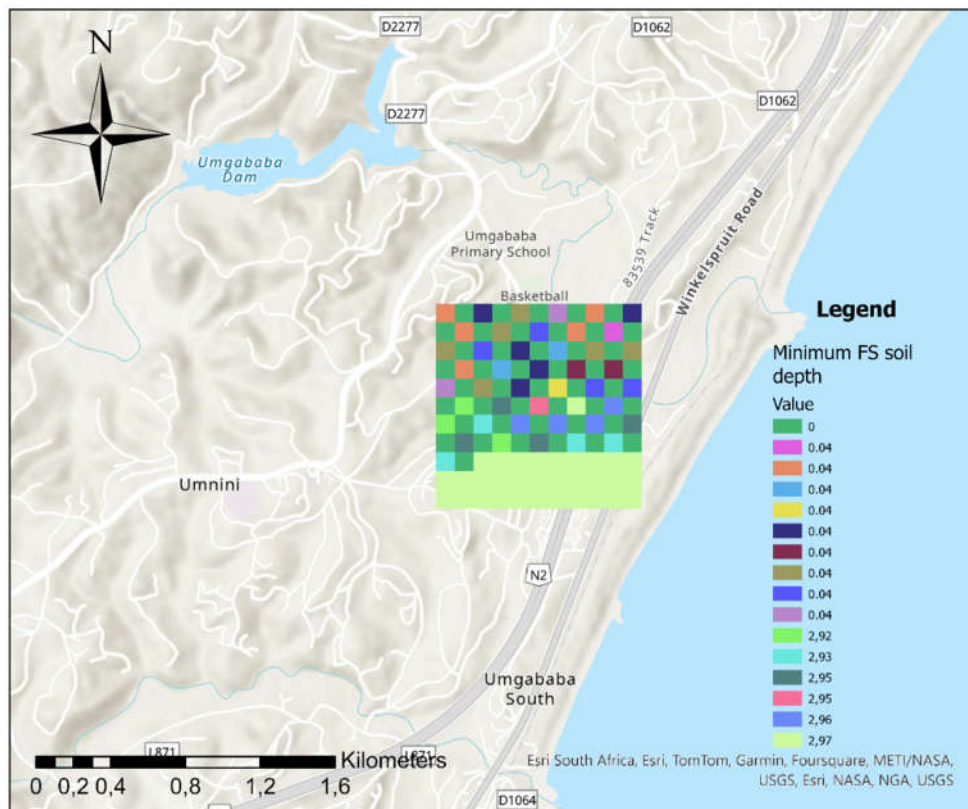 D2277
D1062
N
D2277
D1062
Umgababa
Dam
Umgababa
Primary School
83539 Track
Winkelspruit Road
Basketball
Legend
Minimum FS soil
depth
Value
0
0.04
0.04
0.04
0.04
0.04
0.04
0.04
0.04
0.04
2,92
2,93
2,95
2,95
2,96
2,97
Umnini
N2
Umgababa
South
L871
Kilometers
0 0,2 0,4 0,8 1,2 1,6
Esri South Africa, Esri, TomTom, Garmin, Foursquare, METI/NASA,
USGS, Esri, NASA, NGA, USGS
D1064